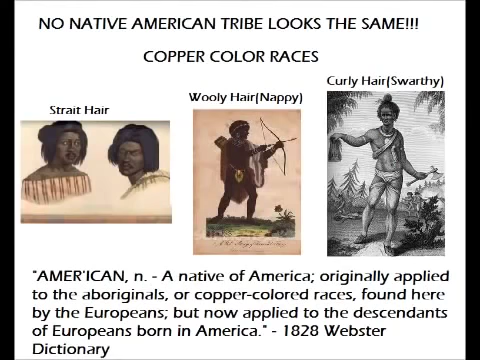 NO NATIVE AMERICAN TRIBE LOOKS THE SAME!!!
COPPER COLOR RACES
Curly Hair(Swarthy)
Wooly Hair(Nappy)
Strait Hair
"AMER'ICAN, n. - A native of America; originally applied
to the aboriginals, or copper-colored races, found here
by the Europeans; but now applied to the descendants
of Europeans born in America." - 1828 Webster
Dictionary